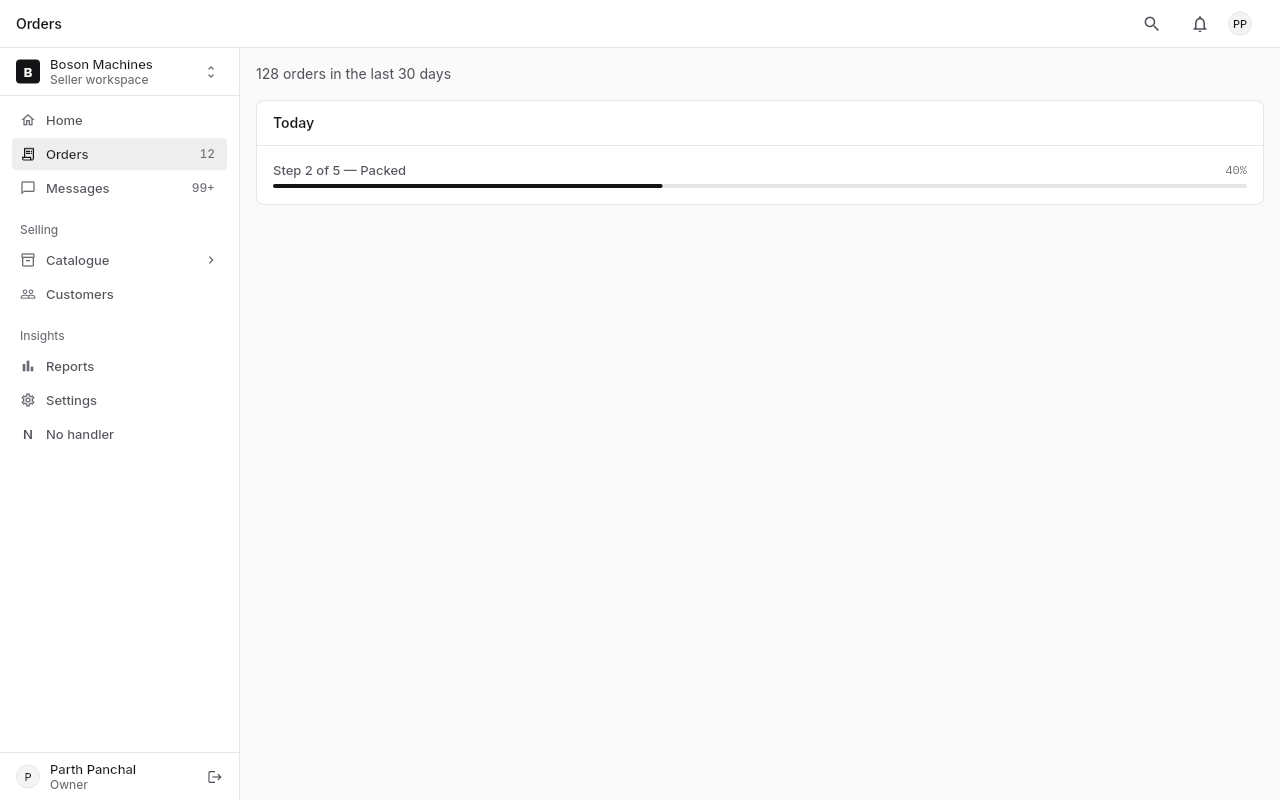 Orders
PP
B
Boson Machines
Seller workspace
Home
Orders 12
Messages 99+
Selling
Catalogue
Customers
Insights
Reports
Settings
N No handler
P
Parth Panchal
Owner
128 orders in the last 30 days
Today
Step 2 of 5 — Packed 40%